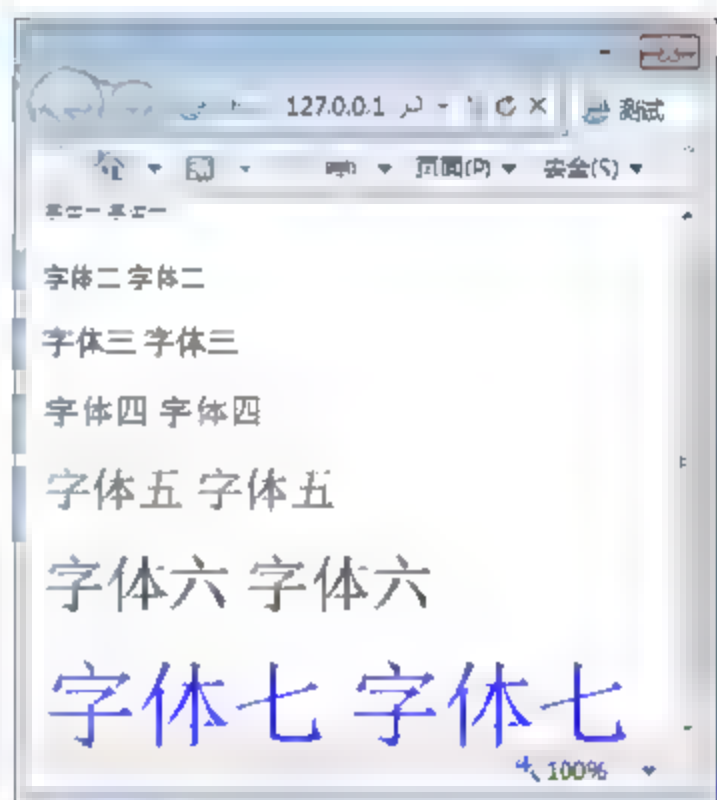 127.0.0.1 测试
页面(P) 安全(S)
字体二 字体二
字体三 字体三
字体四 字体四
字体五 字体五
字体六 字体六
字体七 字体七
100%